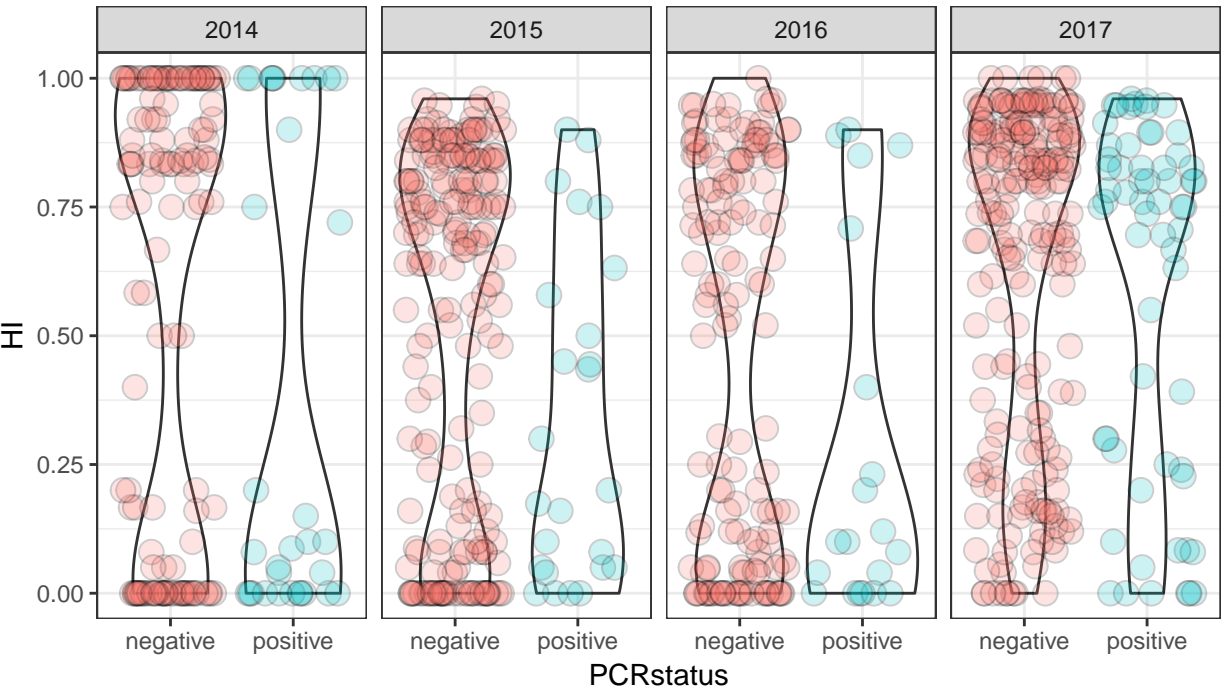 2014 2015 2016 2017
1.00
0.75
0.50
0.25
0.00
HI
negative positive negative positive negative positive negative positive
PCRstatus